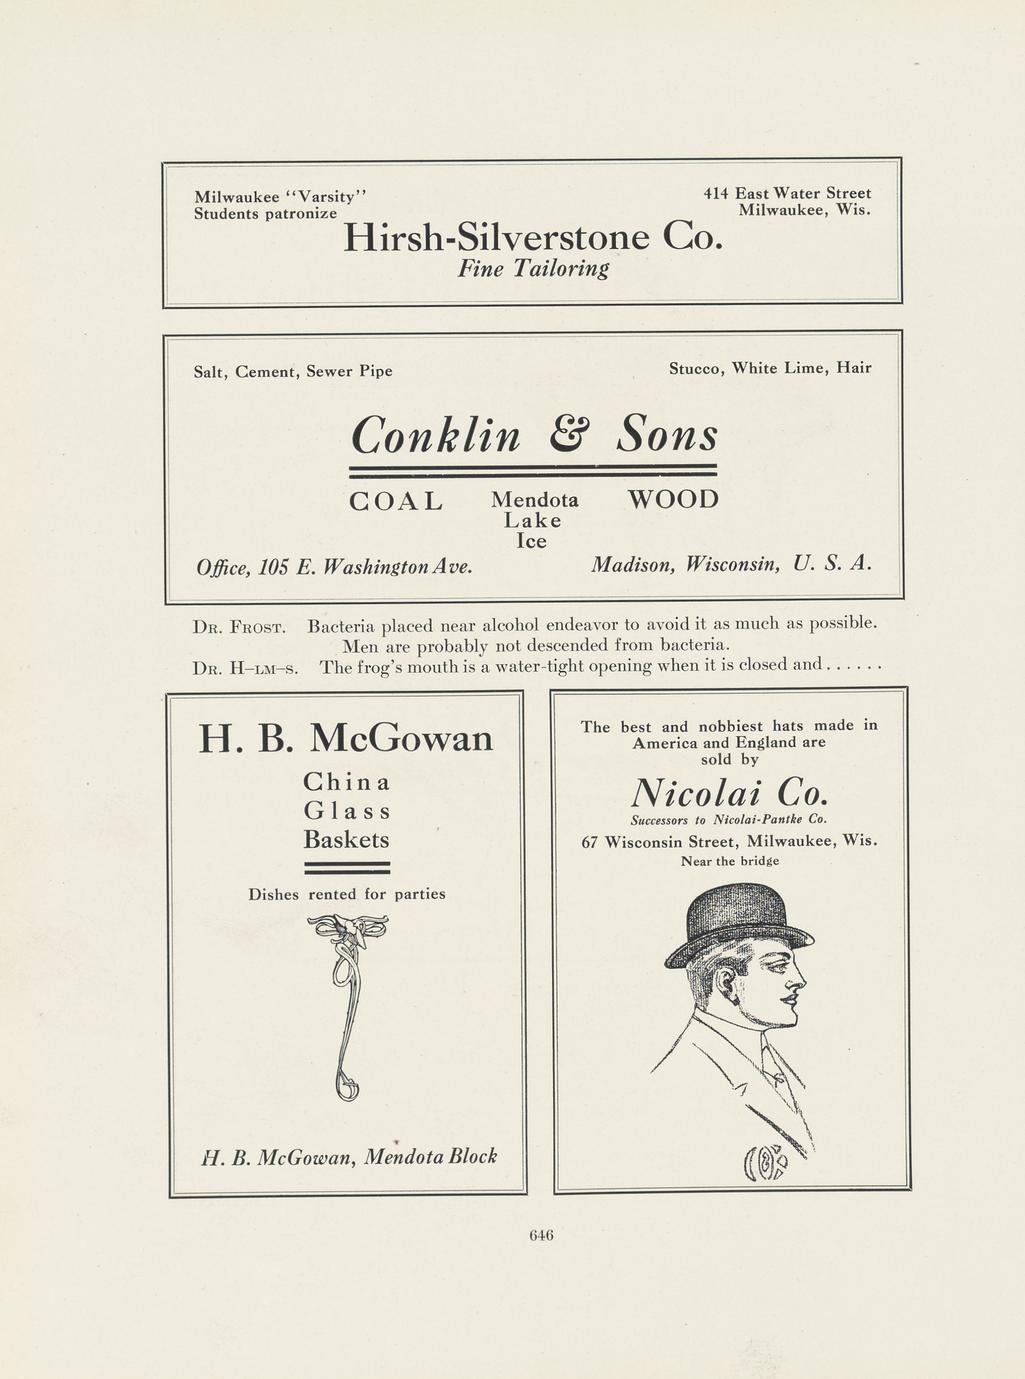 Milwaukee “Varsity”
Students patronize
414 East Water Street
Milwaukee, Wis.
Hirsh-Silverstone Co.
Fine Tailoring
Salt, Cement, Sewer Pipe
Stucco, White Lime, Hair
Conklin & Sons
COAL Mendota WOOD
Lake
Ice
Office, 105 E. Washington Ave. Madison, Wisconsin, U. S. A.
DR. FROST. Bacteria placed near alcohol endeavor to avoid it as much as possible.
Men are probably not descended from bacteria.
DR. H–LM–S. The frog's mouth is a water-tight opening when it is closed and . . . . . .
H. B. McGowan
China
Glass
Baskets
Dishes rented for parties
H. B. McGowan, Mendota Block
The best and nobbiest hats made in
America and England are
sold by
Nicolai Co.
Successors to Nicolai-Pantke Co.
67 Wisconsin Street, Milwaukee, Wis.
Near the bridge
646